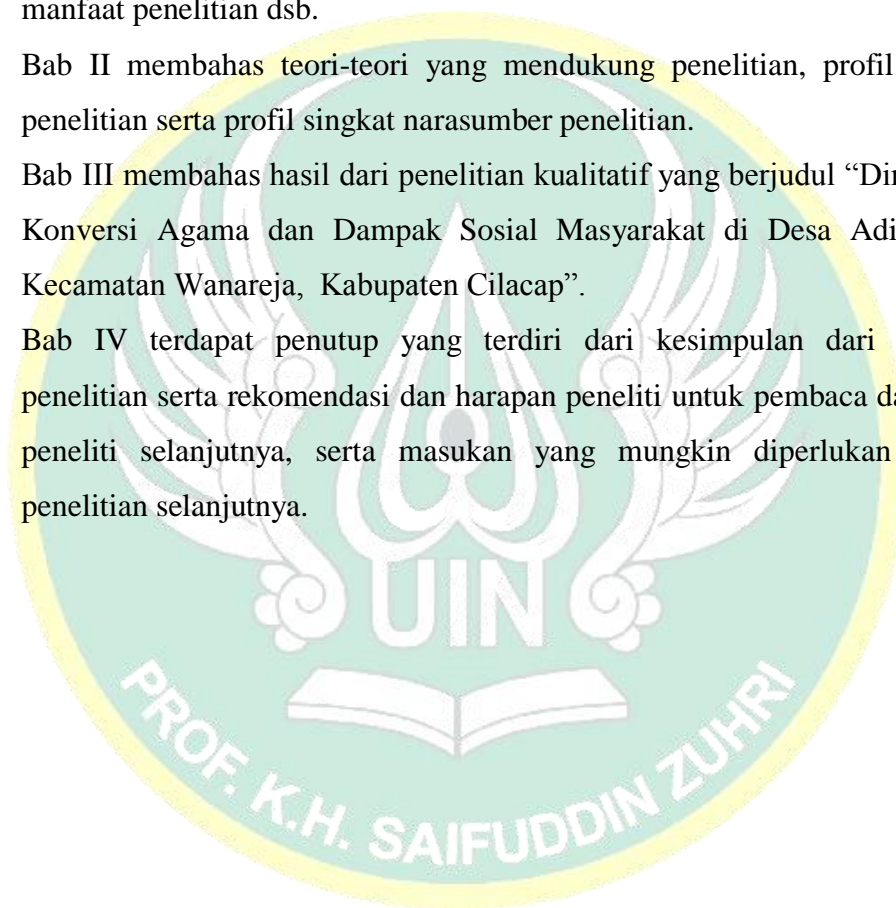 manfaat penelitian dsb.
Bab II membahas teori-teori yang mendukung penelitian, profil
penelitian serta profil singkat narasumber penelitian.
Bab III membahas hasil dari penelitian kualitatif yang berjudul “Di
Konversi Agama dan Dampak Sosial Masyarakat di Desa Adi
Kecamatan Wanareja, Kabupaten Cilacap”.
Bab IV terdapat penutup yang terdiri dari kesimpulan dari
penelitian serta rekomendasi dan harapan peneliti untuk pembaca da
peneliti selanjutnya, serta masukan yang mungkin diperlukan
penelitian selanjutnya.
UIN
PROF. K.H. SAIFUDDIN ZUHRI